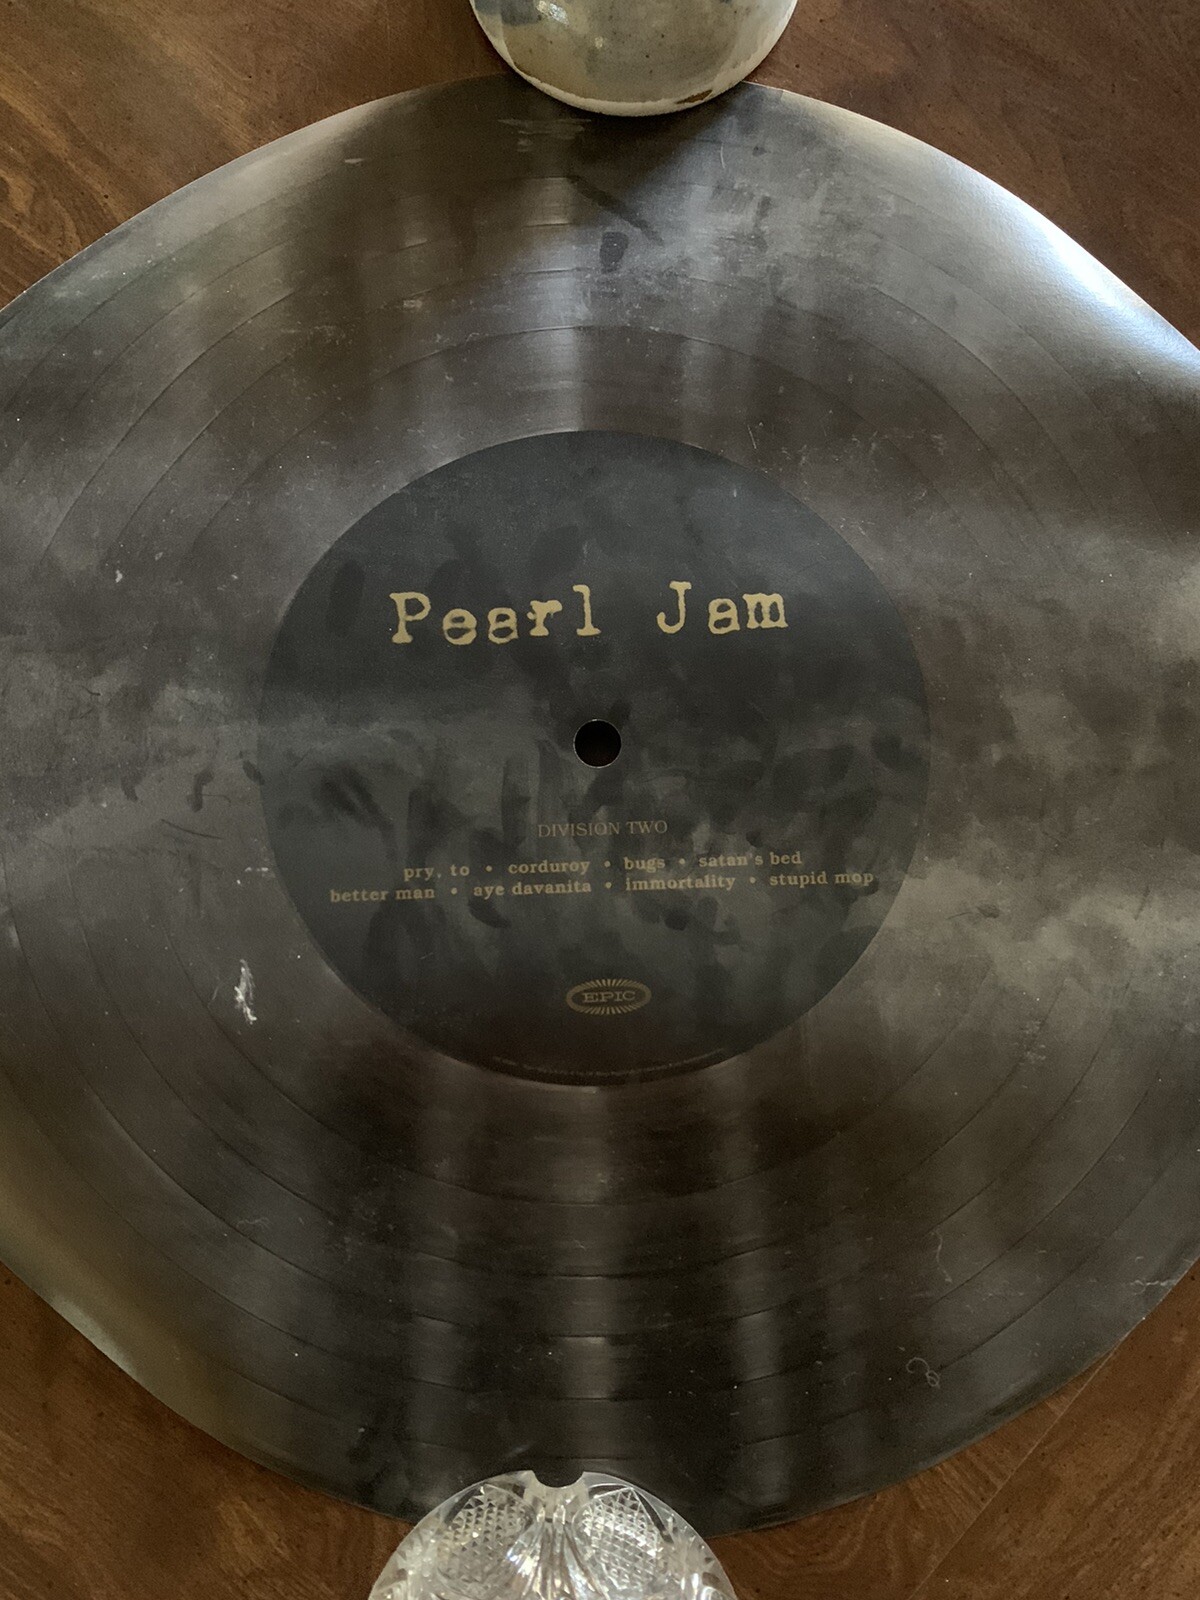 Pearl Jam
DIVISION TWO
pry, to • corduroy • bugs • satan's bed
better man • aye davanita • immortality • stupid mop
EPIC